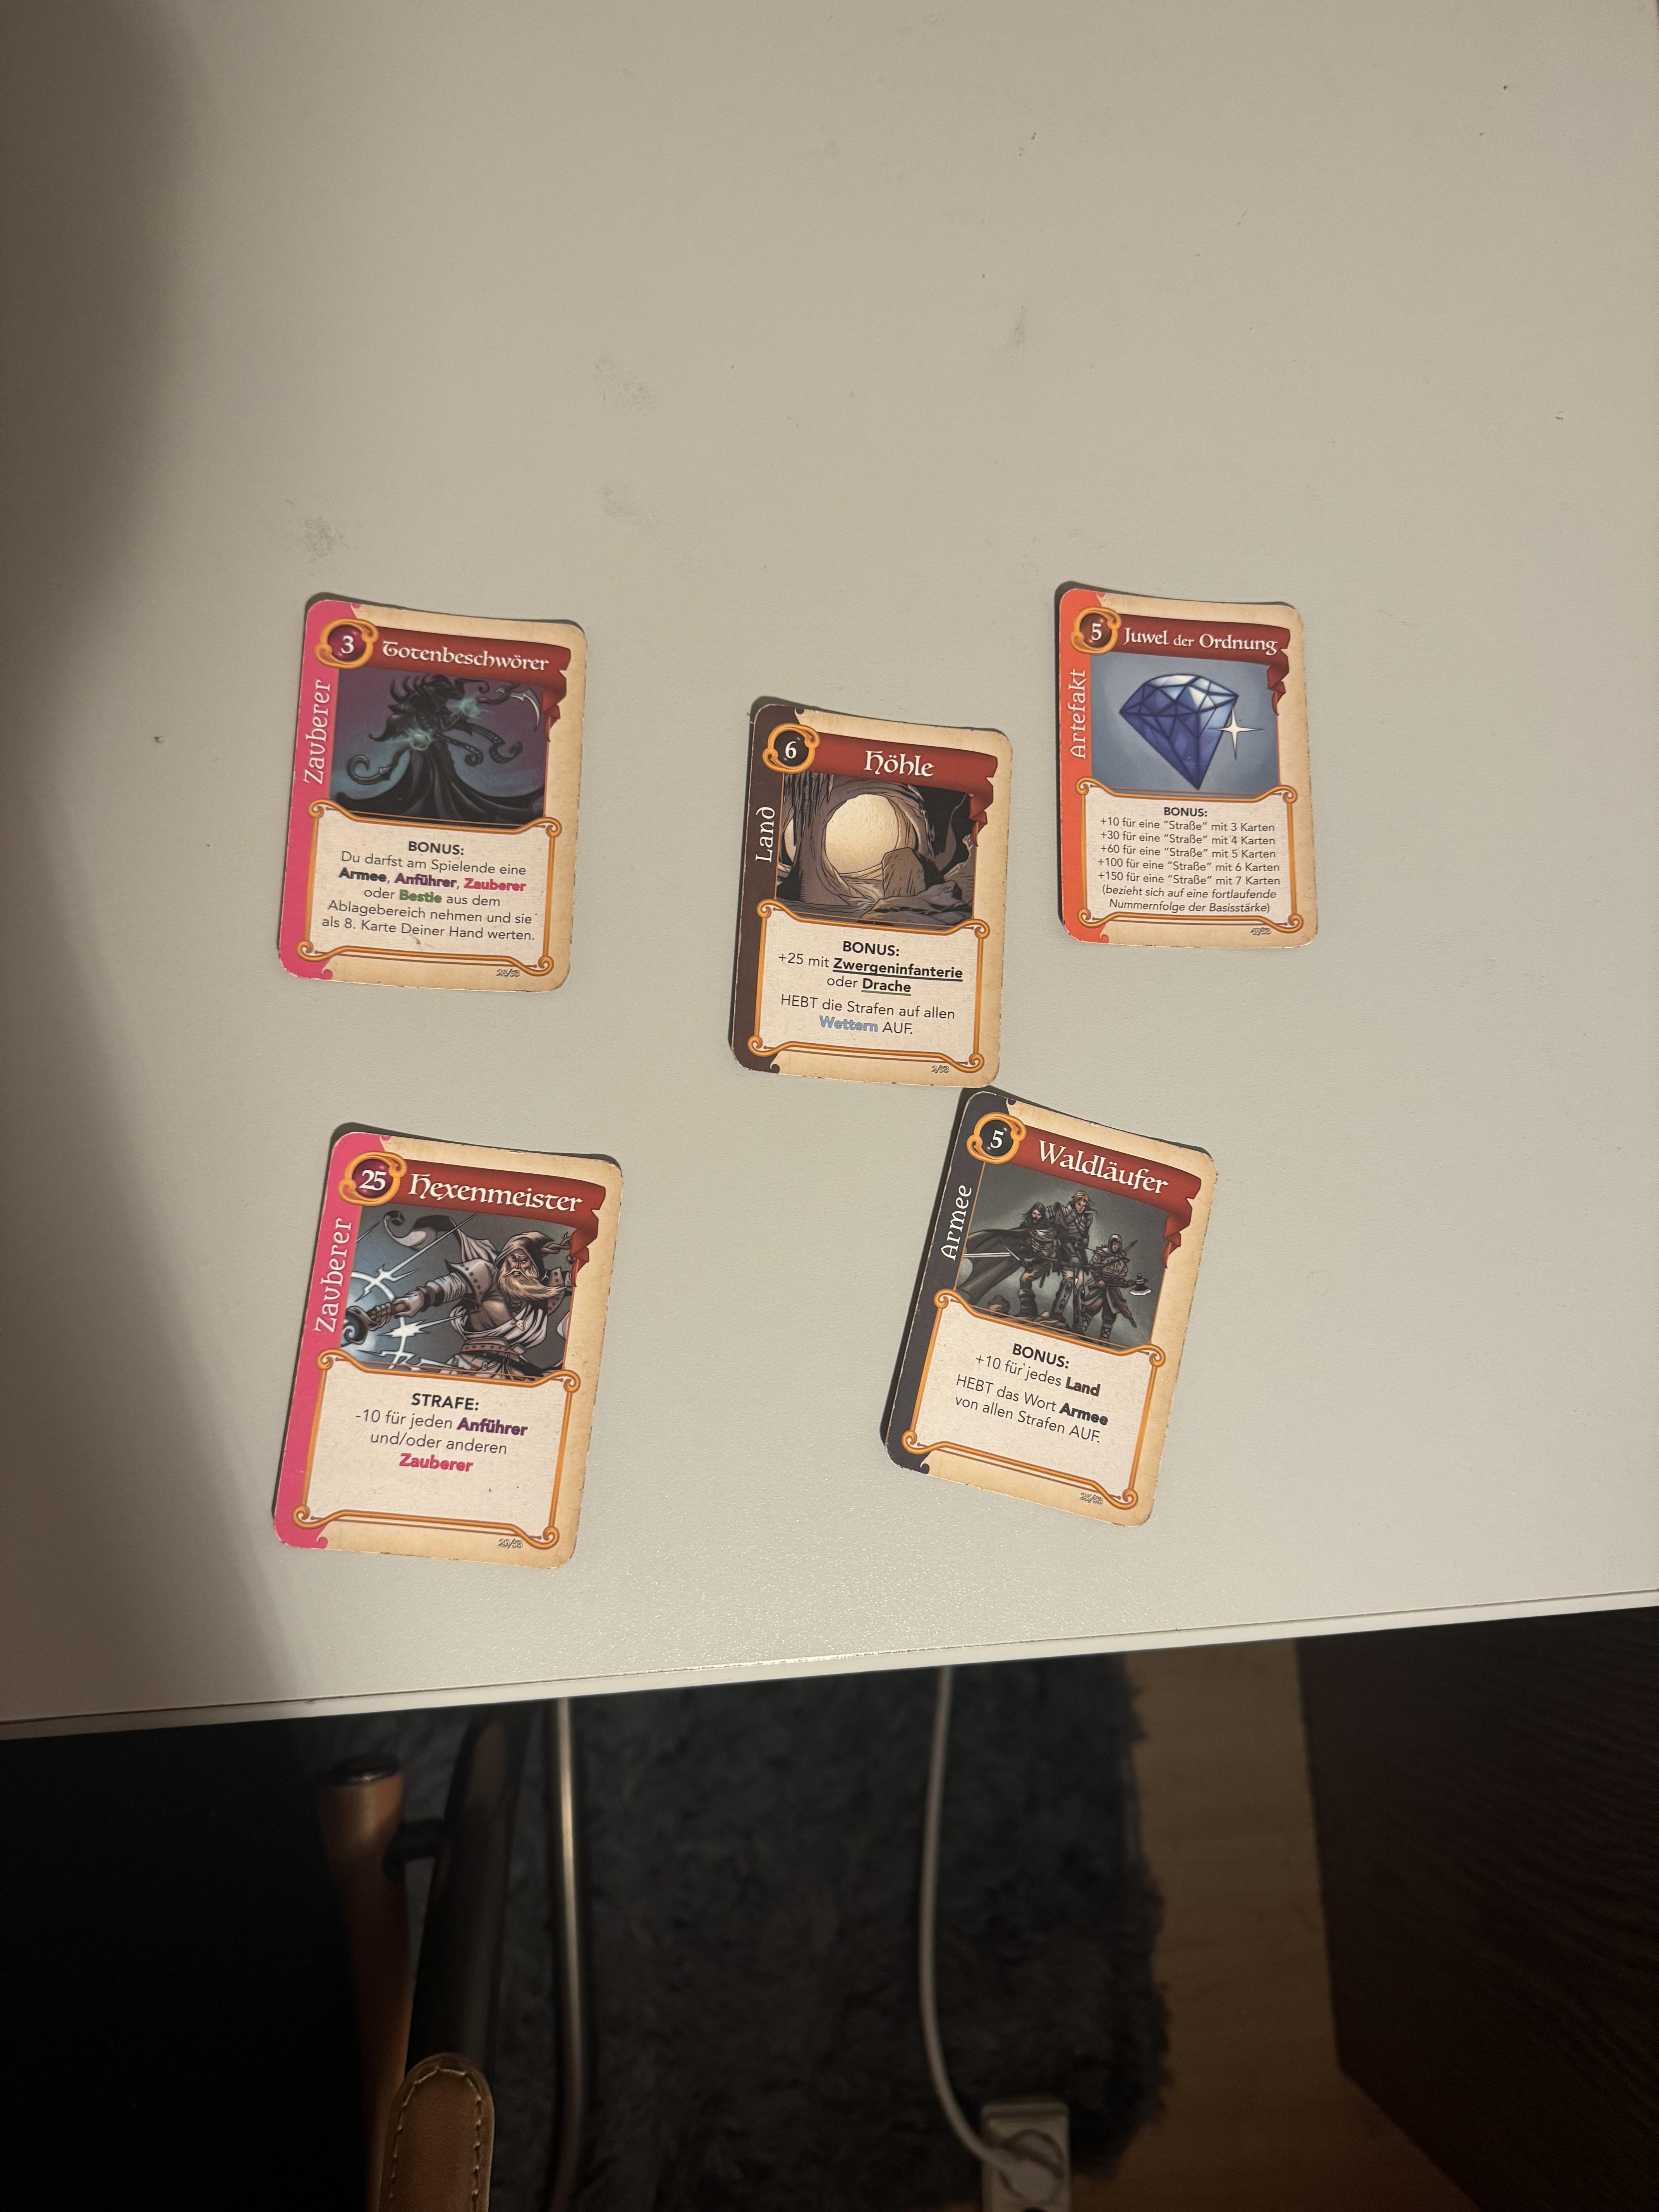 Zauberer
3
Totenbeschwörer
BONUS:
Du darfst am Spielende eine
Armee, Anführer, Zauberer
oder Bestie aus dem
Ablagebereich nehmen und sie
als 8. Karte Deiner Hand werten.
Land
6
Höhle
BONUS:
+25 mit Zwergeninfanterie
oder Drache
HEBT die Strafen auf allen
Wettern AUF.
2/53
Artefakt
5
Juwel der Ordnung
BONUS:
+10 für eine "Straße" mit 3 Karten
+30 für eine "Straße" mit 4 Karten
+60 für eine "Straße" mit 5 Karten
+100 für eine "Straße" mit 6 Karten
+150 für eine "Straße" mit 7 Karten
(bezieht sich auf eine fortlaufende
Nummernfolge der Basisstärke)
Zauberer
25
Hexenmeister
STRAFE:
-10 für jeden Anführer
und/oder anderen
Zauberer
Armee
5
Waldläufer
BONUS:
+10 für jedes Land
HEBT das Wort Armee
von allen Strafen AUF.